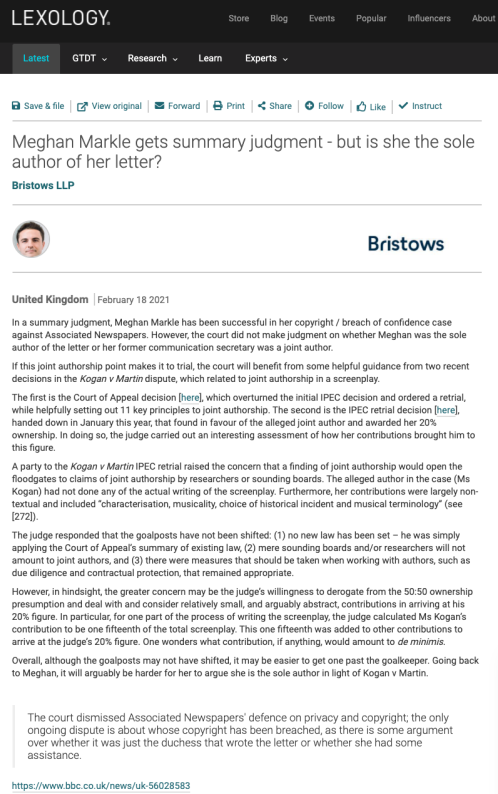 LEXOLOGY.
Store Blog Events Popular Influencers About
Latest GTDT Research Learn Experts
Save & file View original Forward Print Share Follow Like Instruct
Meghan Markle gets summary judgment - but is she the sole
author of her letter?
Bristows LLP
Bristows
United Kingdom February 18 2021
In a summary judgment, Meghan Markle has been successful in her copyright / breach of confidence case
against Associated Newspapers. However, the court did not make judgment on whether Meghan was the sole
author of the letter or her former communication secretary was a joint author.
If this joint authorship point makes it to trial, the court will benefit from some helpful guidance from two recent
decisions in the Kogan v Martin dispute, which related to joint authorship in a screenplay.
The first is the Court of Appeal decision [here], which overturned the initial IPEC decision and ordered a retrial,
while helpfully setting out 11 key principles to joint authorship. The second is the IPEC retrial decision [here],
handed down in January this year, that found in favour of the alleged joint author and awarded her 20%
ownership. In doing so, the judge carried out an interesting assessment of how her contributions brought him to
this figure.
A party to the Kogan v Martin IPEC retrial raised the concern that a finding of joint authorship would open the
floodgates to claims of joint authorship by researchers or sounding boards. The alleged author in the case (Ms
Kogan) had not done any of the actual writing of the screenplay. Furthermore, her contributions were largely non-
textual and included “characterisation, musicality, choice of historical incident and musical terminology” (see
[272]).
The judge responded that the goalposts have not been shifted: (1) no new law has been set – he was simply
applying the Court of Appeal's summary of existing law, (2) mere sounding boards and/or researchers will not
amount to joint authors, and (3) there were measures that should be taken when working with authors, such as
due diligence and contractual protection, that remained appropriate.
However, in hindsight, the greater concern may be the judge's willingness to derogate from the 50:50 ownership
presumption and deal with and consider relatively small, and arguably abstract, contributions in arriving at his
20% figure. In particular, for one part of the process of writing the screenplay, the judge calculated Ms Kogan's
contribution to be one fifteenth of the total screenplay. This one fifteenth was added to other contributions to
arrive at the judge's 20% figure. One wonders what contribution, if anything, would amount to de minimis.
Overall, although the goalposts may not have shifted, it may be easier to get one past the goalkeeper. Going back
to Meghan, it will arguably be harder for her to argue she is the sole author in light of Kogan v Martin.
The court dismissed Associated Newspapers' defence on privacy and copyright; the only
ongoing dispute is about whose copyright has been breached, as there is some argument
over whether it was just the duchess that wrote the letter or whether she had some
assistance.
https://www.bbc.co.uk/news/uk-56028583